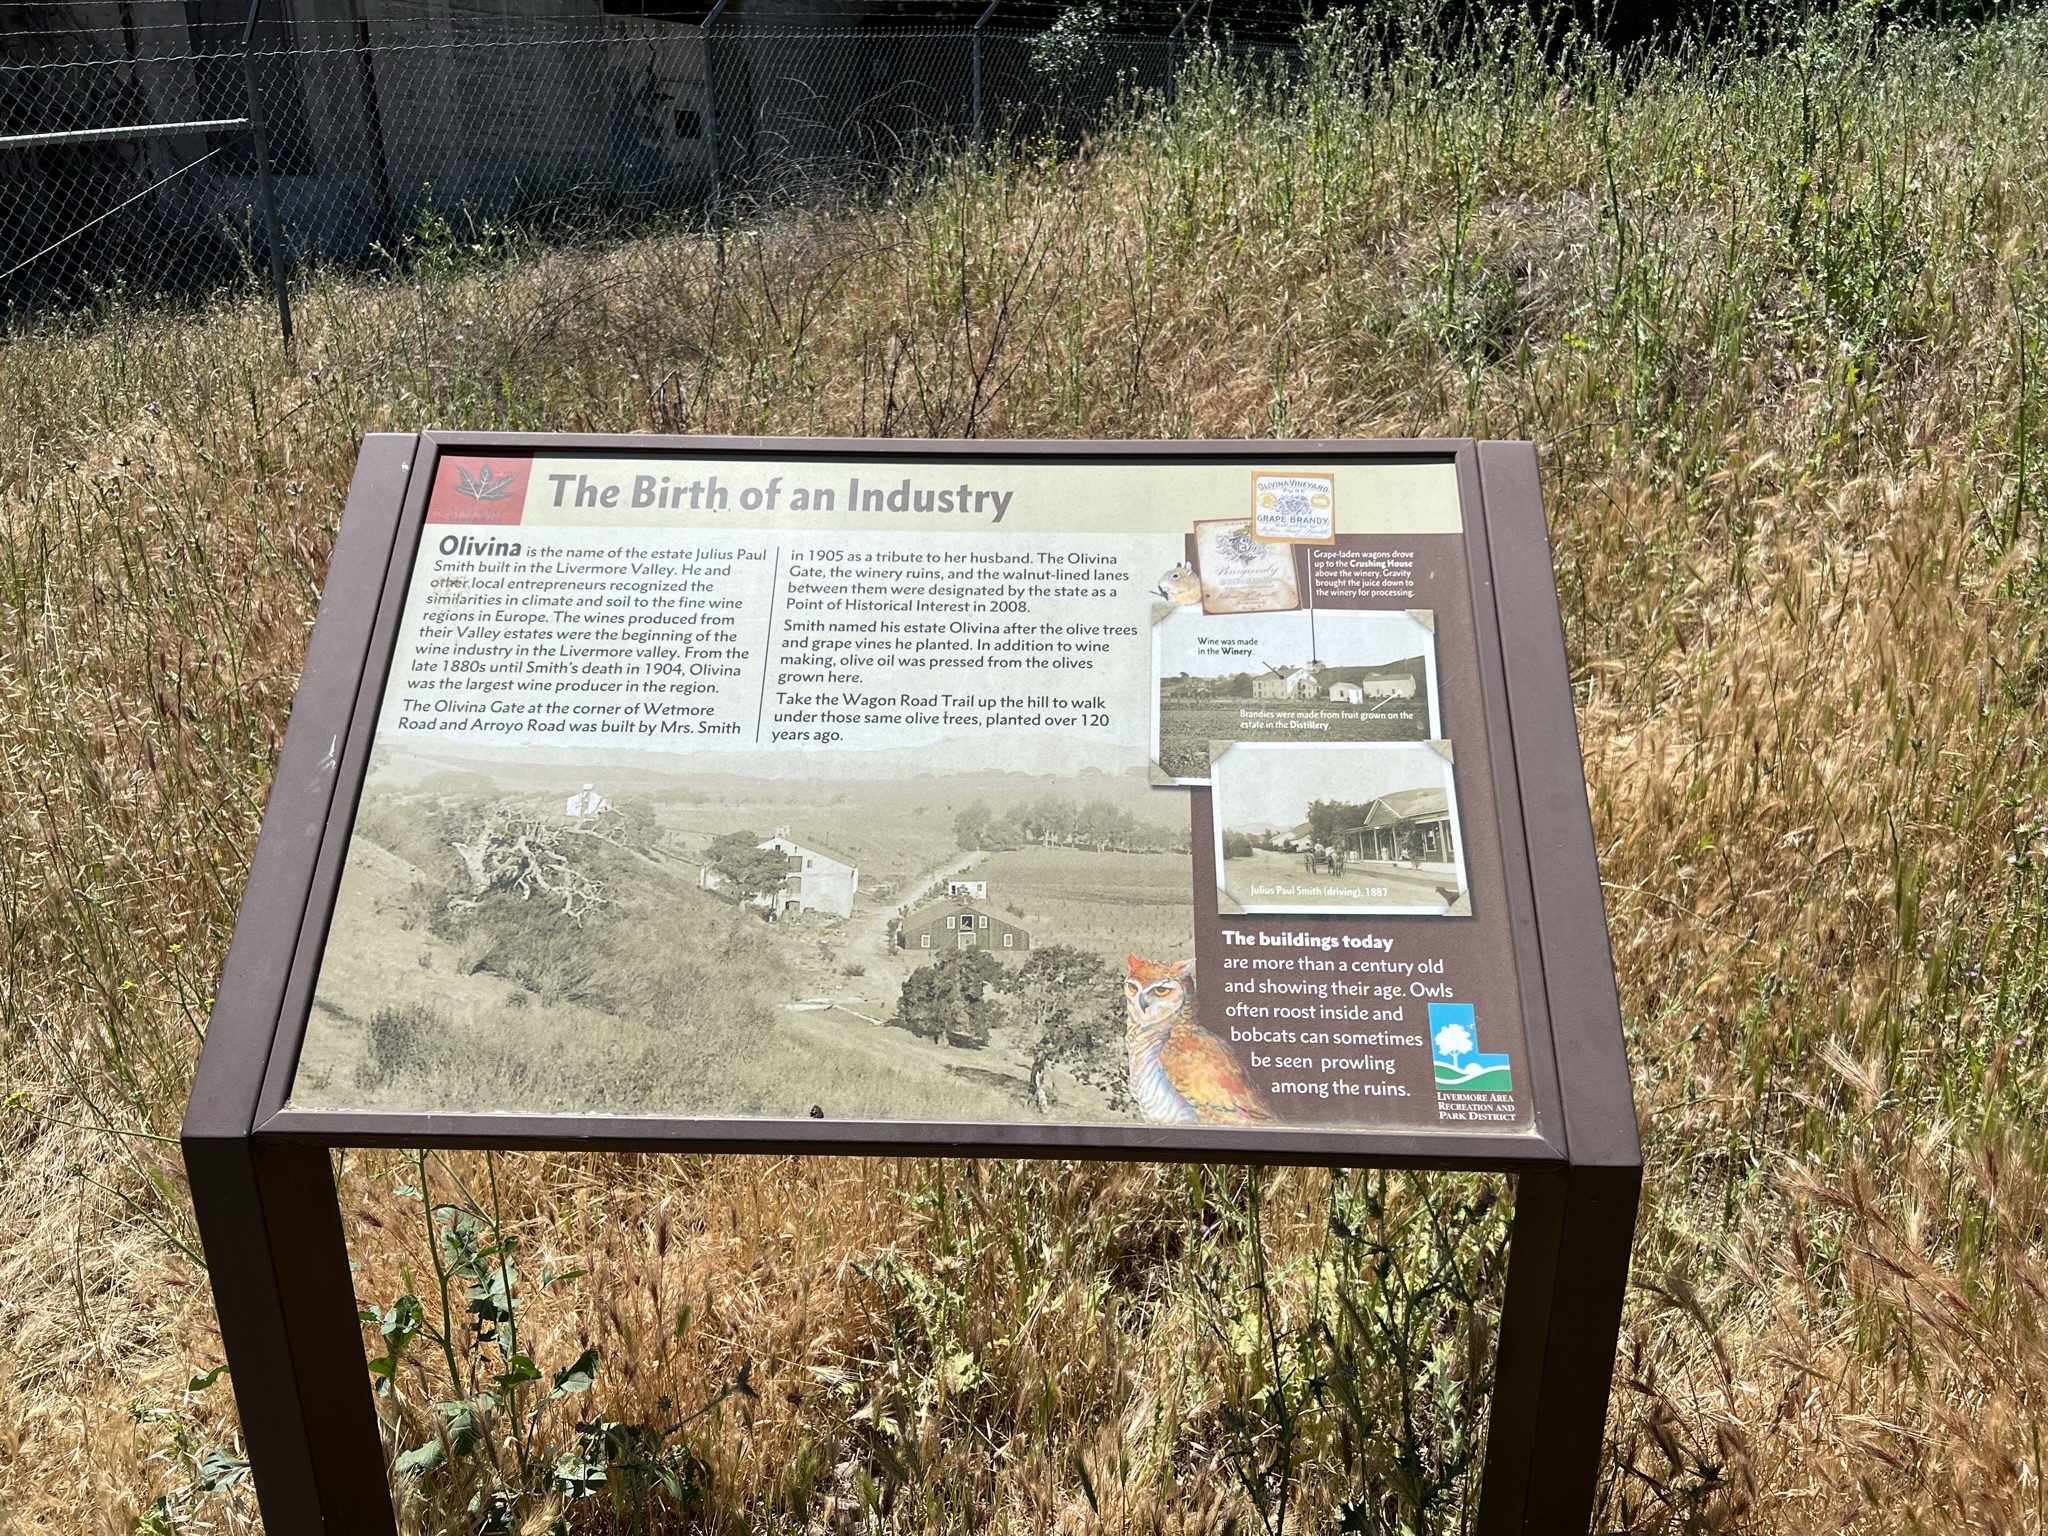 The Birth of an Industry
Olivina is the name of the estate Julius Paul
Smith built in the Livermore Valley. He and
other local entrepreneurs recognized the
similarities in climate and soil to the fine wine
regions in Europe. The wines produced from
their Valley estates were the beginning of the
wine industry in the Livermore valley. From the
late 1880s until Smith's death in 1904, Olivina
was the largest wine producer in the region.
The Olivina Gate at the corner of Wetmore
Road and Arroyo Road was built by Mrs. Smith
in 1905 as a tribute to her husband. The Olivina
Gate, the winery ruins, and the walnut-lined lanes
between them were designated by the state as a
Point of Historical Interest in 2008.
Smith named his estate Olivina after the olive trees
and grape vines he planted. In addition to wine
making, olive oil was pressed from the olives
grown here.
Take the Wagon Road Trail up the hill to walk
under those same olive trees, planted over 120
years ago.
OLIVINA VINEYARD
PURE
GRAPE BRANDY
Burgundy
Grape-laden wagons drove
up to the Crushing House
above the winery. Gravity
brought the juice down to
the winery for processing.
Wine was made
in the Winery.
Brandies were made from fruit grown on the
estate in the Distillery.
Julius Paul Smith (driving), 1887
The buildings today
are more than a century old
and showing their age. Owls
often roost inside and
bobcats can sometimes
be seen prowling
among the ruins.
LIVERMORE AREA
RECREATION AND
PARK DISTRICT